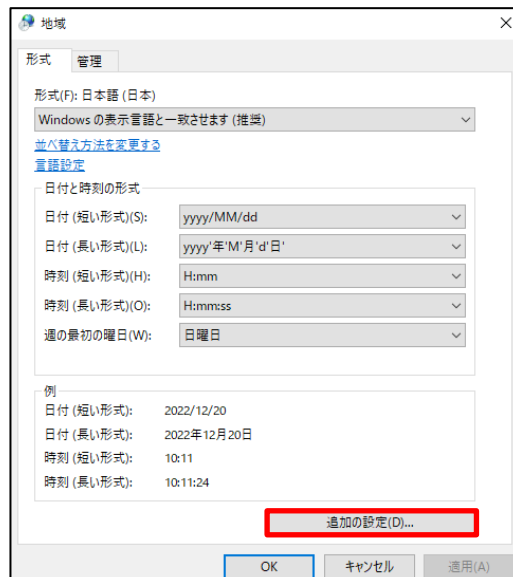 地域
形式 管理
形式(F): 日本語 (日本)
Windows の表示言語と一致させます (推奨)
並べ替え方法を変更する
言語設定
日付と時刻の形式
日付 (短い形式)(S): yyyy/MM/dd
日付 (長い形式)(L): yyyy'年'M'月'd'日'
時刻 (短い形式)(H): H:mm
時刻 (長い形式)(O): H:mm:ss
週の最初の曜日(W): 日曜日
例
日付 (短い形式): 2022/12/20
日付 (長い形式): 2022年12月20日
時刻 (短い形式): 10:11
時刻 (長い形式): 10:11:24
追加の設定(D)...
OK キャンセル 適用(A)